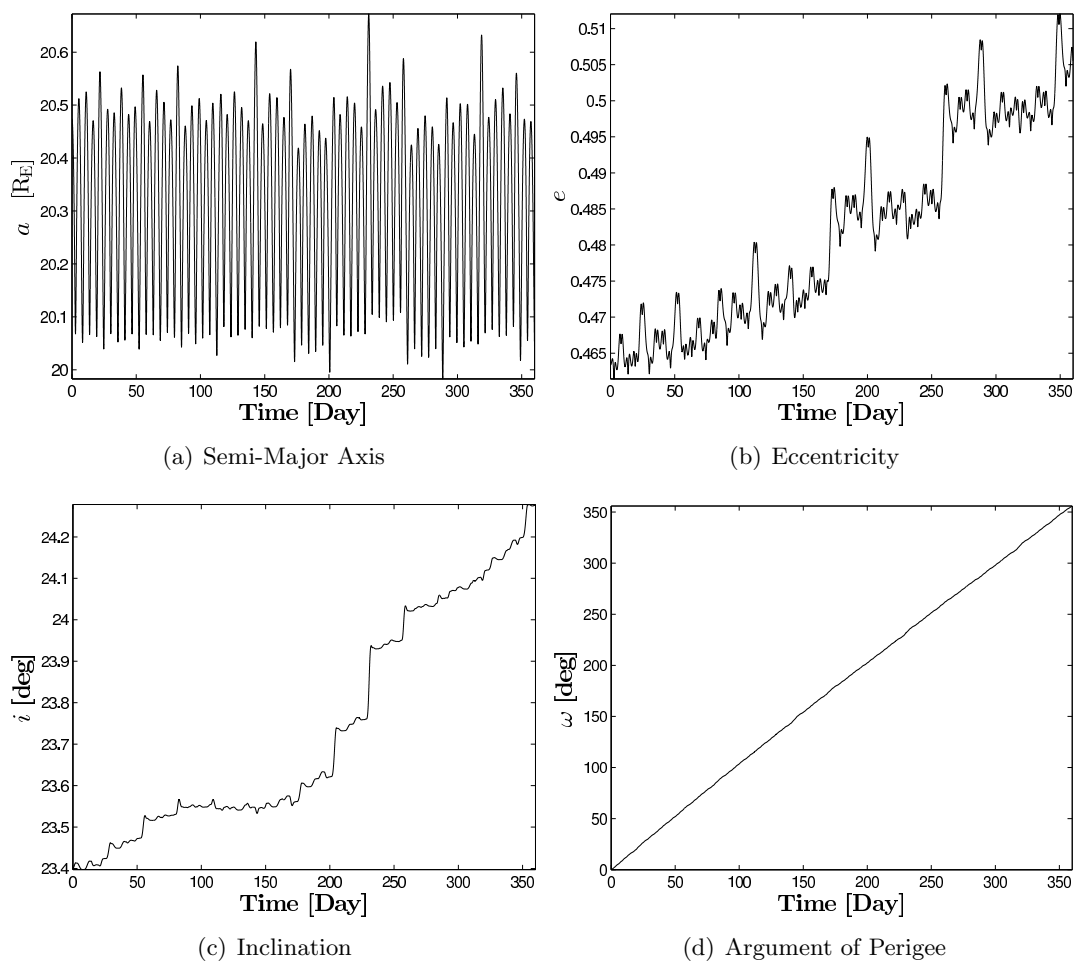 20.6
20.5
20.4
20.3
20.2
20.1
20
a [R_E]
0 50 100 150 200 250 300 350
Time [Day]
(a) Semi-Major Axis
0.51
0.505
0.5
0.495
0.49
0.485
0.48
0.475
0.47
0.465
e
0 50 100 150 200 250 300 350
Time [Day]
(b) Eccentricity
24.2
24.1
24
23.9
23.8
23.7
23.6
23.5
23.4
i [deg]
0 50 100 150 200 250 300 350
Time [Day]
(c) Inclination
350
300
250
200
150
100
50
0
ω [deg]
0 50 100 150 200 250 300 350
Time [Day]
(d) Argument of Perigee